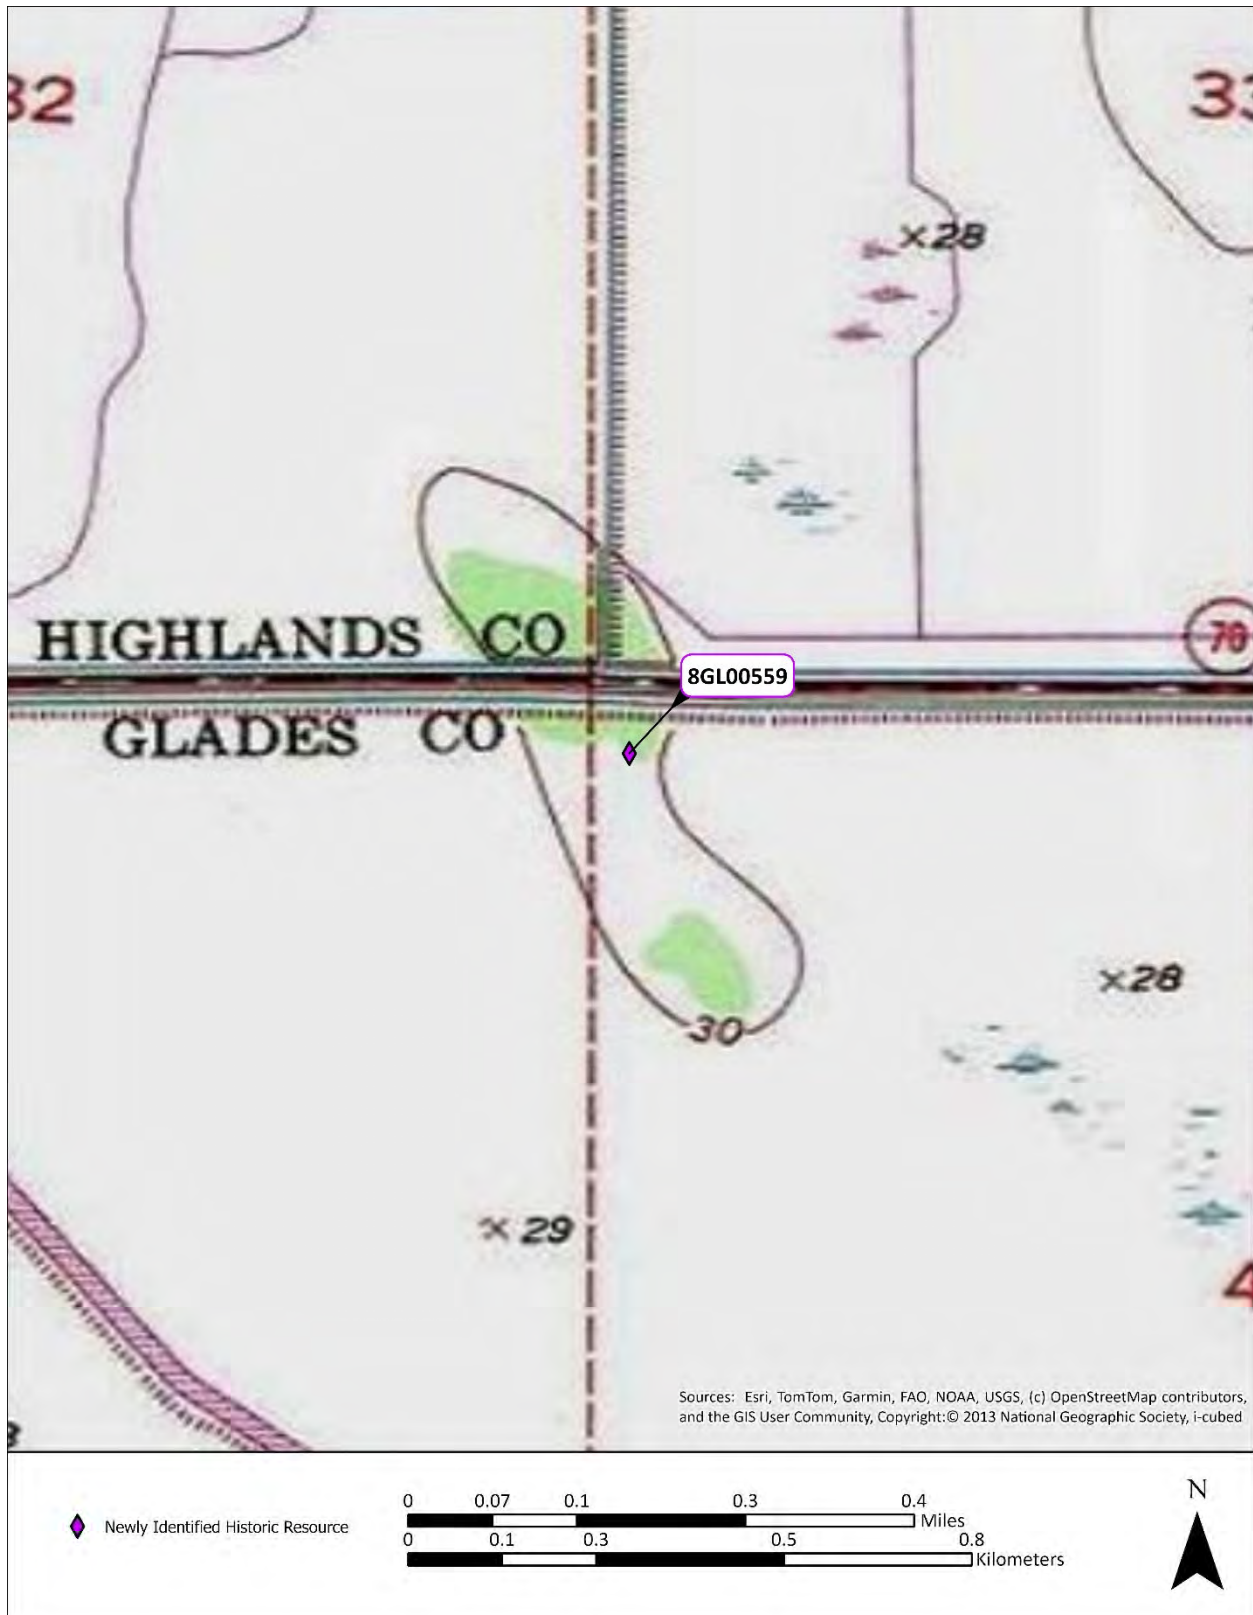 32
33
×28
HIGHLANDS CO
70
8GL00559
GLADES CO
×28
30
× 29
4
Sources: Esri, TomTom, Garmin, FAO, NOAA, USGS, (c) OpenStreetMap contributors,
and the GIS User Community, Copyright:© 2013 National Geographic Society, i-cubed
N
Newly Identified Historic Resource
0 0.07 0.1 0.3 0.4
Miles
0 0.1 0.3 0.5 0.8
Kilometers